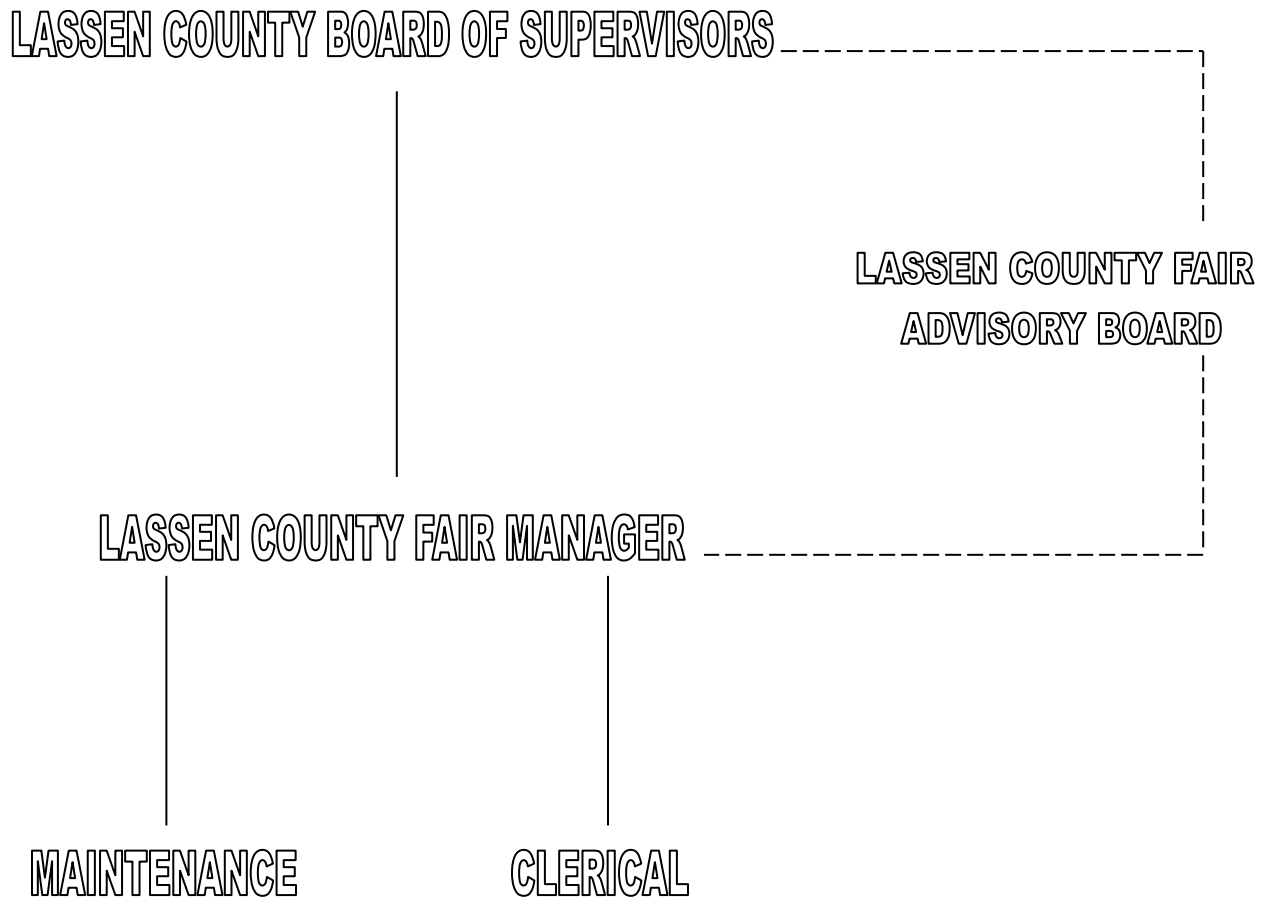 LASSEN COUNTY BOARD OF SUPERVISORS
LASSEN COUNTY FAIR
ADVISORY BOARD
LASSEN COUNTY FAIR MANAGER
MAINTENANCE
CLERICAL